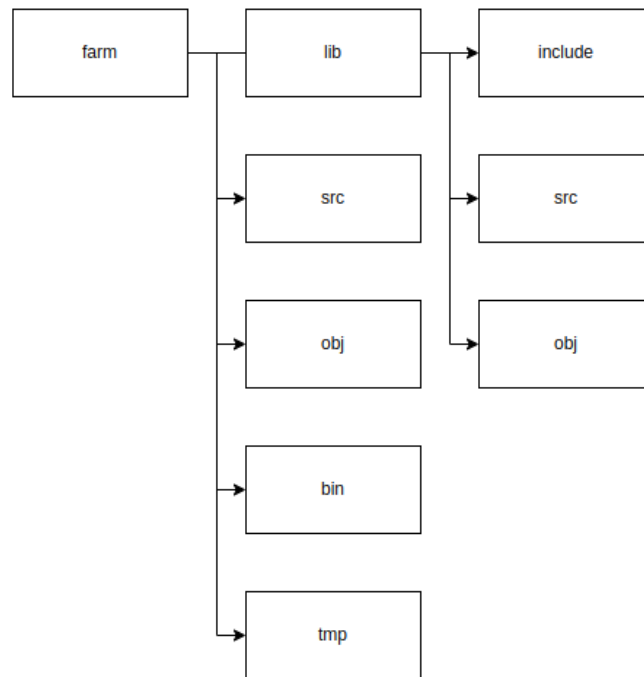 farm
lib
include
src
src
obj
obj
bin
tmp